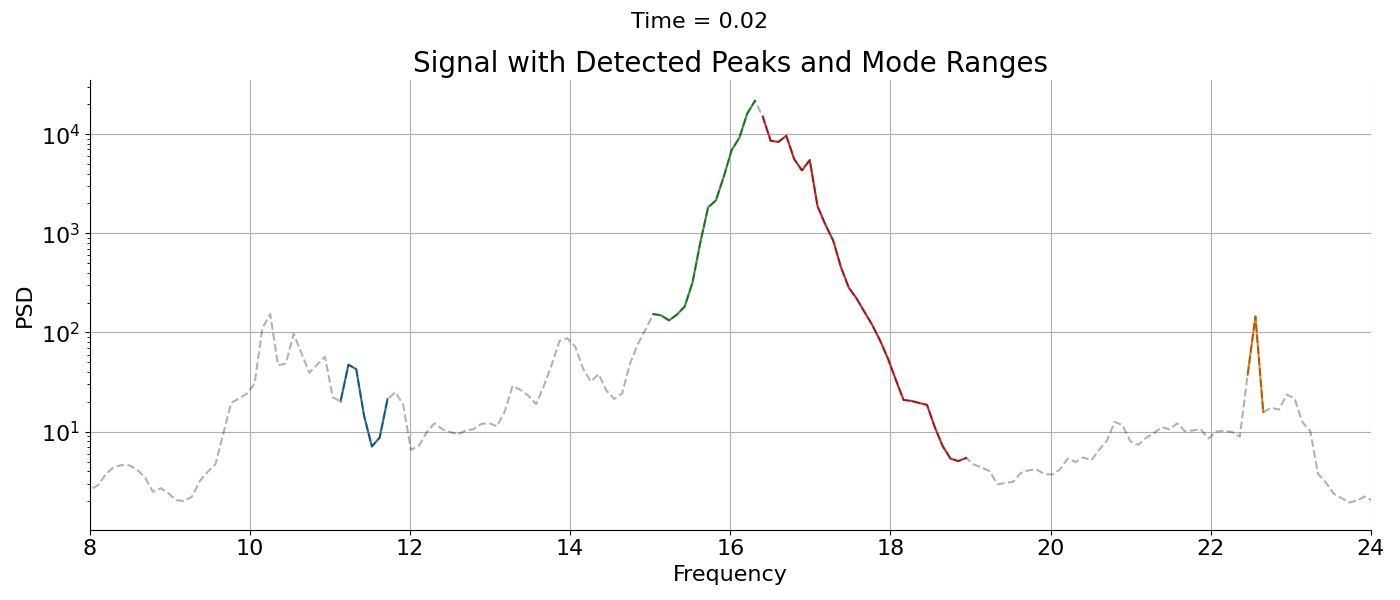 Time = 0.02
Signal with Detected Peaks and Mode Ranges
10⁴
10³
10²
10¹
PSD
8 10 12 14 16 18 20 22 24
Frequency